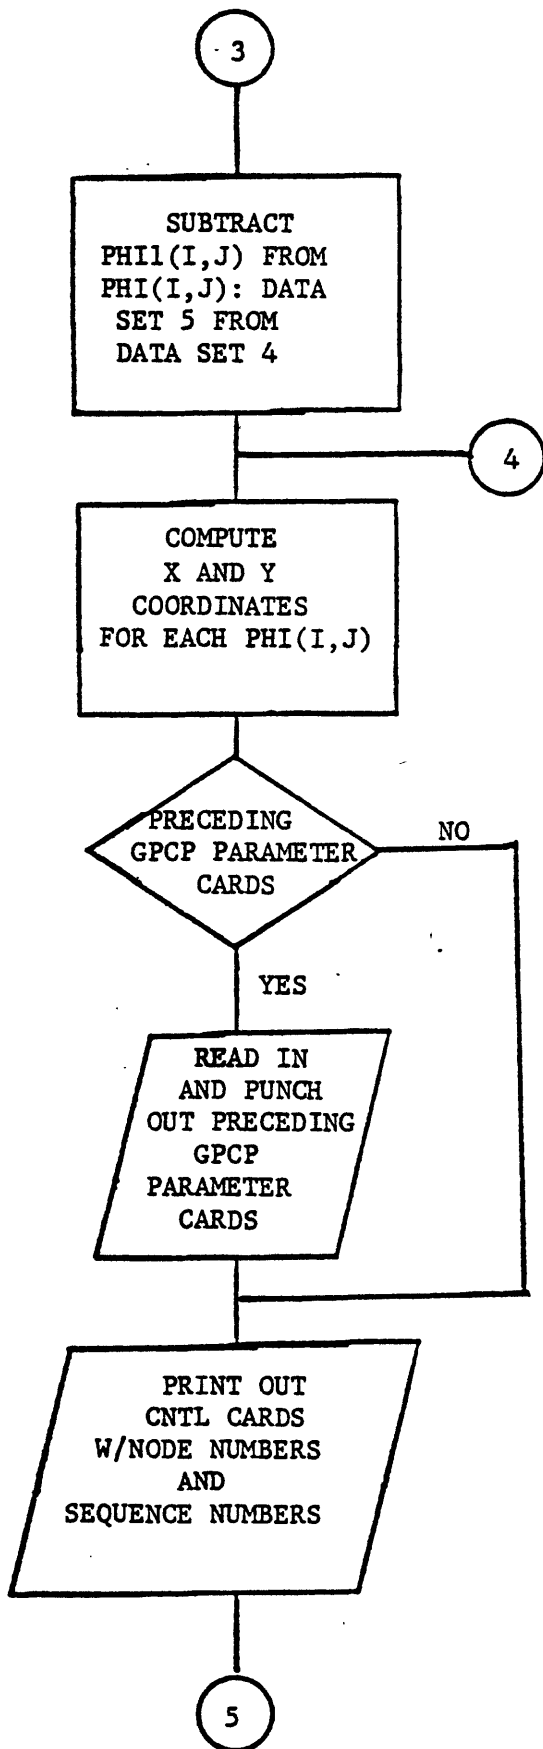 3
SUBTRACT
PHI1(I,J) FROM
PHI(I,J): DATA
SET 5 FROM
DATA SET 4
4
COMPUTE
X AND Y
COORDINATES
FOR EACH PHI(I,J)
PRECEDING
GPCP PARAMETER
CARDS
NO
YES
READ IN
AND PUNCH
OUT PRECEDING
GPCP
PARAMETER
CARDS
PRINT OUT
CNTL CARDS
W/NODE NUMBERS
AND
SEQUENCE NUMBERS
5